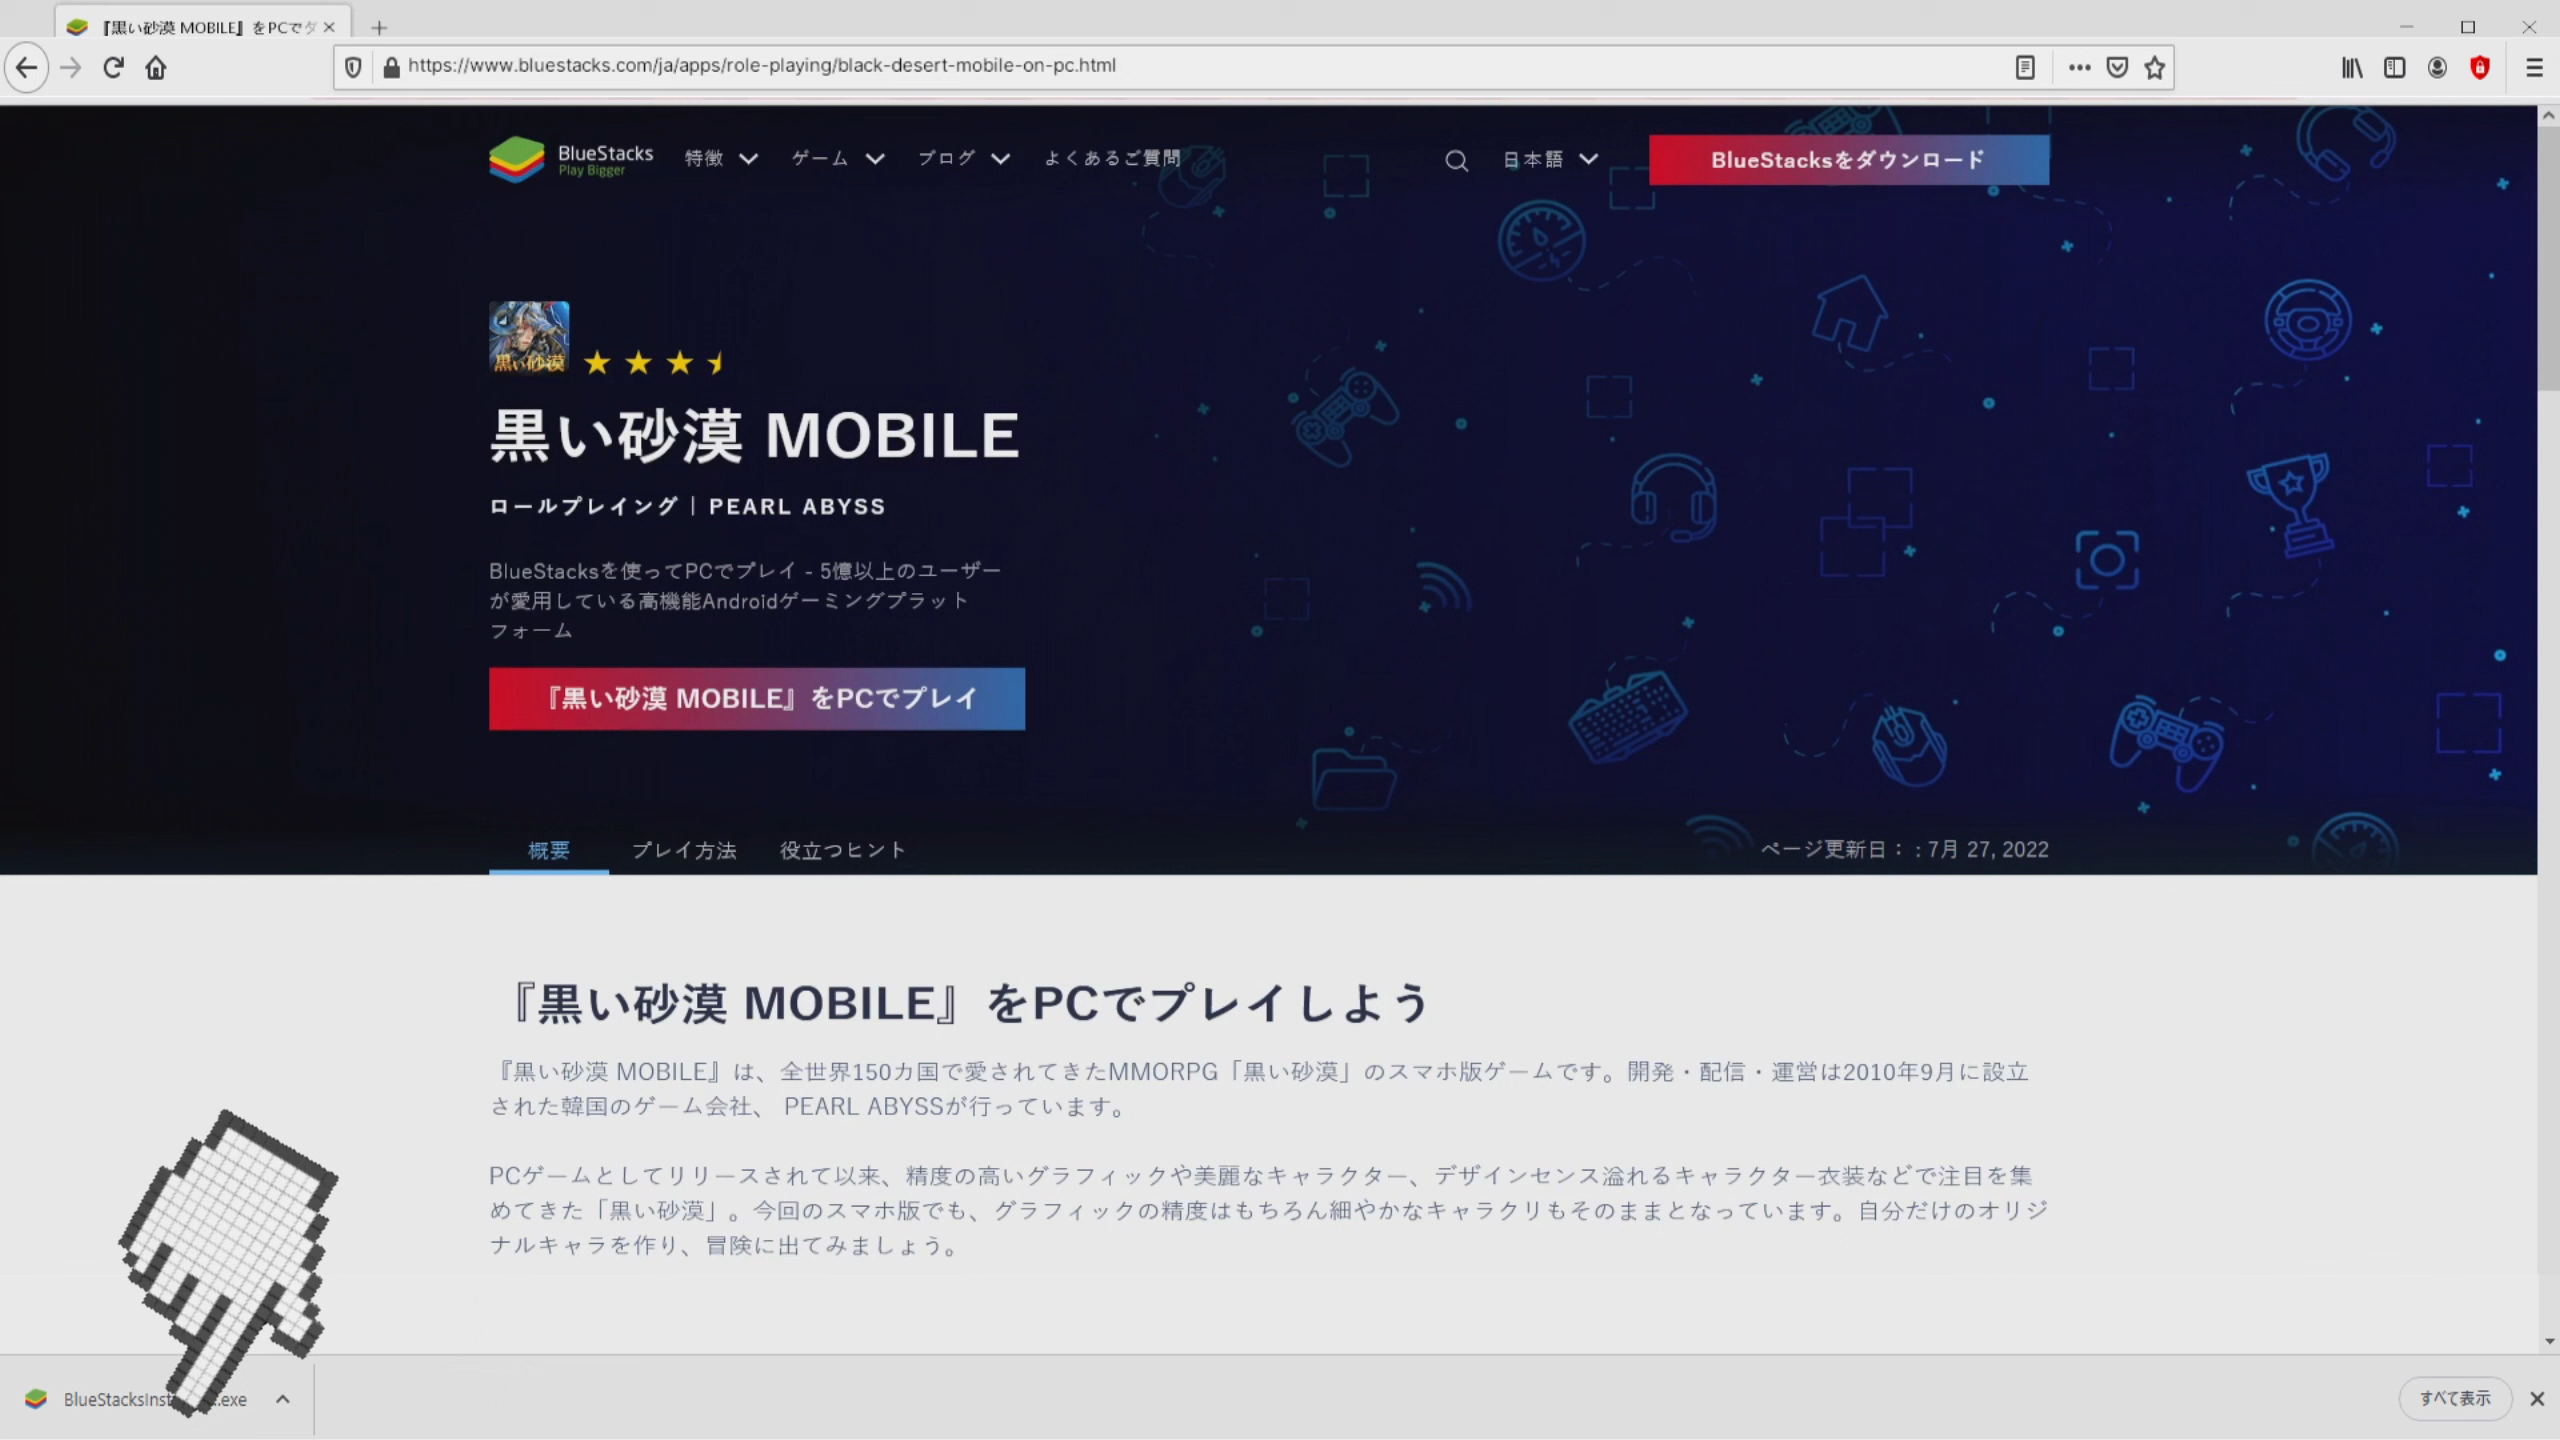 『黒い砂漠 MOBILE』をPCでダ
https://www.bluestacks.com/ja/apps/role-playing/black-desert-mobile-on-pc.html
BlueStacks
Play Bigger
特徴
ゲーム
ブログ
よくあるご質問
日本語
BlueStacksをダウンロード
黒い砂漠
黒い砂漠 MOBILE
ロールプレイング | PEARL ABYSS
BlueStacksを使ってPCでプレイ - 5憶以上のユーザー
が愛用している高機能Androidゲーミングプラット
フォーム
『黒い砂漠 MOBILE』をPCでプレイ
概要
プレイ方法
役立つヒント
ページ更新日： : 7月 27, 2022
『黒い砂漠 MOBILE』をPCでプレイしよう
『黒い砂漠 MOBILE』は、全世界150カ国で愛されてきたMMORPG「黒い砂漠」のスマホ版ゲームです。開発・配信・運営は2010年9月に設立
された韓国のゲーム会社、 PEARL ABYSSが行っています。
PCゲームとしてリリースされて以来、精度の高いグラフィックや美麗なキャラクター、デザインセンス溢れるキャラクター衣装などで注目を集
めてきた「黒い砂漠」。今回のスマホ版でも、グラフィックの精度はもちろん細やかなキャラクリもそのままとなっています。自分だけのオリジ
ナルキャラを作り、冒険に出てみましょう。
.exe
すべて表示